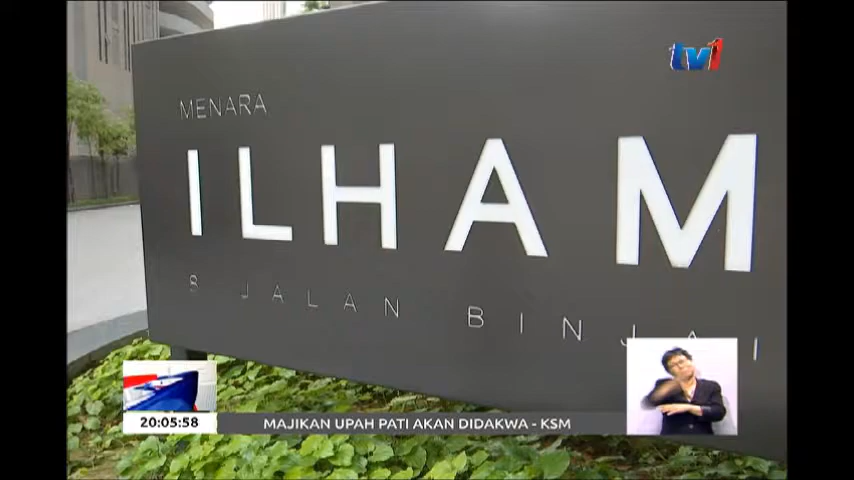 tv1
MENARA
ILHAM
8 JALAN BINJAI
20:05:58
MAJIKAN UPAH PATI AKAN DIDAKWA - KSM